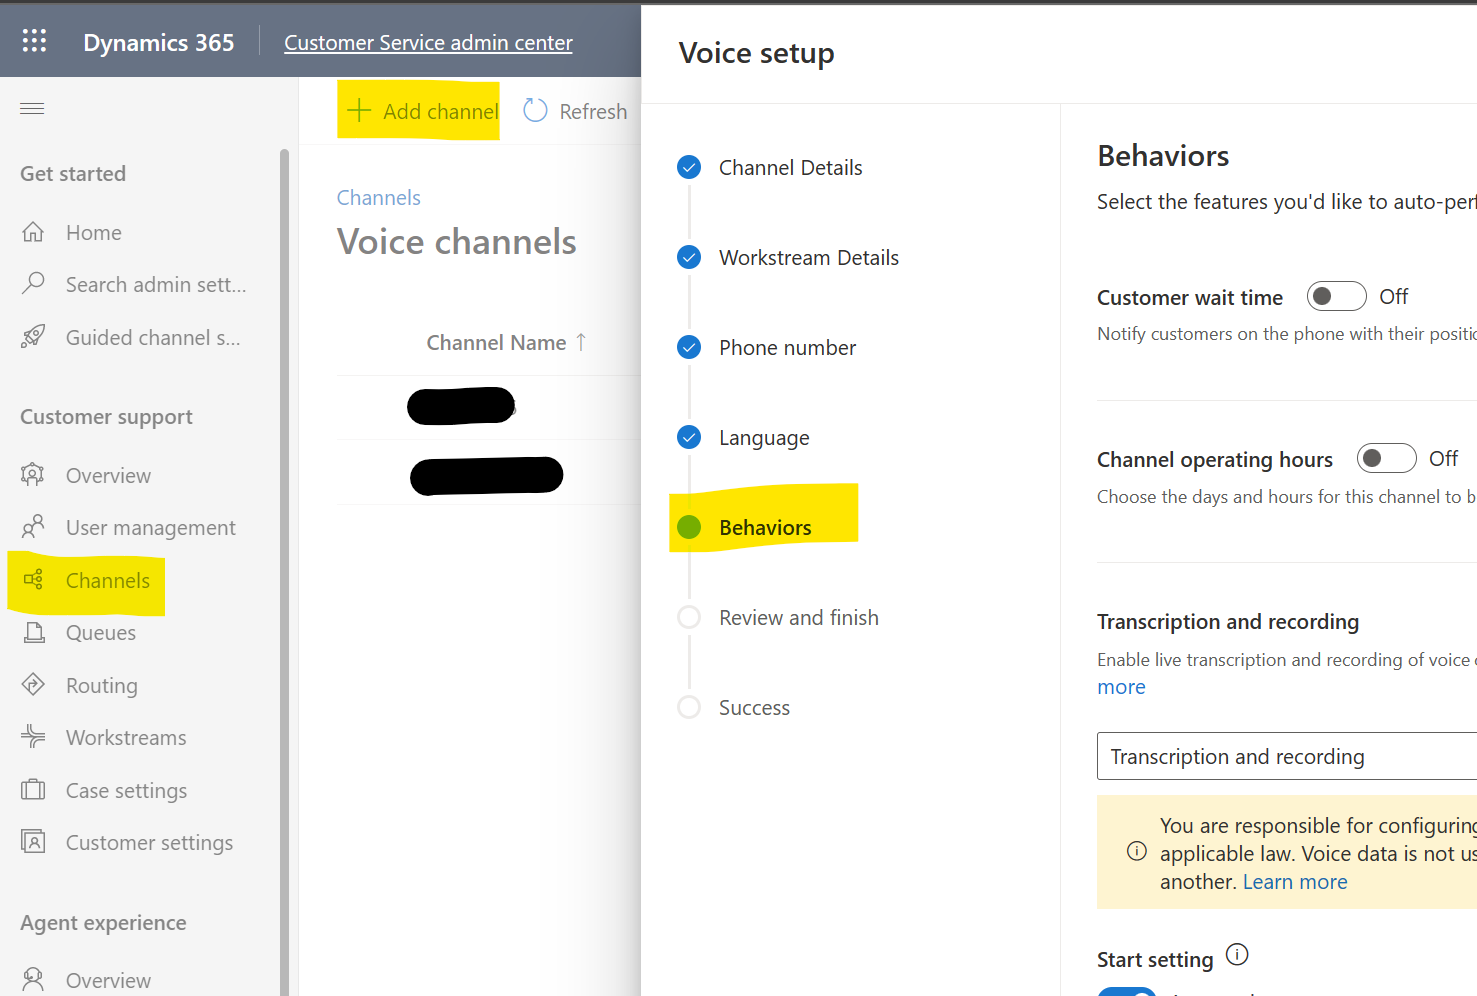 Dynamics 365
Customer Service admin center
Get started
Home
Search admin sett...
Guided channel s...
Customer support
Overview
User management
Channels
Queues
Routing
Workstreams
Case settings
Customer settings
Agent experience
Overview
Add channel
Refresh
Channels
Voice channels
Channel Name ↑
Voice setup
Channel Details
Workstream Details
Phone number
Language
Behaviors
Review and finish
Success
Behaviors
Select the features you'd like to auto-perf
Customer wait time Off
Notify customers on the phone with their positic
Channel operating hours Off
Choose the days and hours for this channel to b
Transcription and recording
Enable live transcription and recording of voice
more
Transcription and recording
You are responsible for configuring
applicable law. Voice data is not us
another. Learn more
Start setting